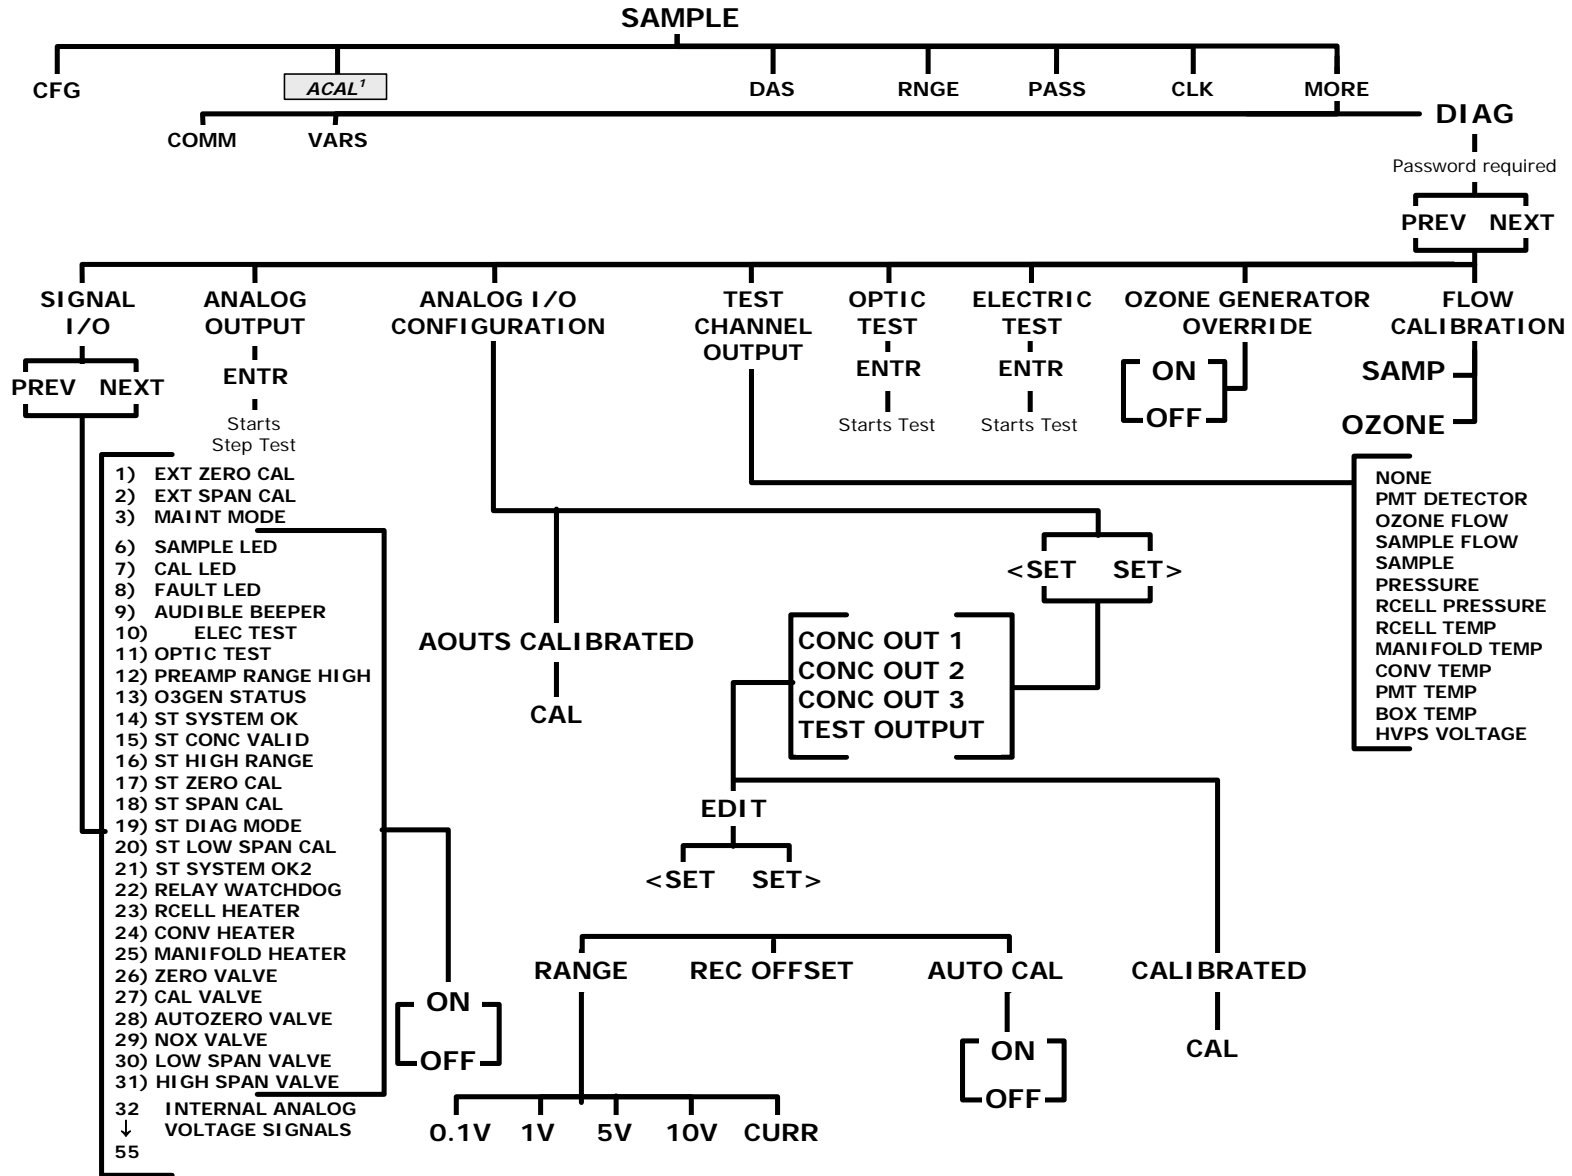 SAMPLE
CFG
ACAL¹
DAS
RNGE
PASS
CLK
MORE
COMM
VARS
DIAG
Password required
PREV NEXT
SIGNAL
I/O
PREV NEXT
ANALOG
OUTPUT
ENTR
Starts
Step Test
ANALOG I/O
CONFIGURATION
TEST
CHANNEL
OUTPUT
OPTIC
TEST
ENTR
Starts Test
ELECTRIC
TEST
ENTR
Starts Test
OZONE GENERATOR
OVERRIDE
ON
OFF
FLOW
CALIBRATION
SAMP
OZONE
1) EXT ZERO CAL
2) EXT SPAN CAL
3) MAINT MODE
6) SAMPLE LED
7) CAL LED
8) FAULT LED
9) AUDIBLE BEEPER
10) ELEC TEST
11) OPTIC TEST
12) PREAMP RANGE HIGH
13) O3GEN STATUS
14) ST SYSTEM OK
15) ST CONC VALID
16) ST HIGH RANGE
17) ST ZERO CAL
18) ST SPAN CAL
19) ST DIAG MODE
20) ST LOW SPAN CAL
21) ST SYSTEM OK2
22) RELAY WATCHDOG
23) RCELL HEATER
24) CONV HEATER
25) MANIFOLD HEATER
26) ZERO VALVE
27) CAL VALVE
28) AUTOZERO VALVE
29) NOX VALVE
30) LOW SPAN VALVE
31) HIGH SPAN VALVE
32 INTERNAL ANALOG
↓ VOLTAGE SIGNALS
55
ON
OFF
AOUTS CALIBRATED
CAL
<SET SET>
CONC OUT 1
CONC OUT 2
CONC OUT 3
TEST OUTPUT
EDIT
<SET SET>
RANGE
REC OFFSET
AUTO CAL
CALIBRATED
ON
OFF
CAL
0.1V
1V
5V
10V
CURR
NONE
PMT DETECTOR
OZONE FLOW
SAMPLE FLOW
SAMPLE
PRESSURE
RCELL PRESSURE
RCELL TEMP
MANIFOLD TEMP
CONV TEMP
PMT TEMP
BOX TEMP
HVPS VOLTAGE